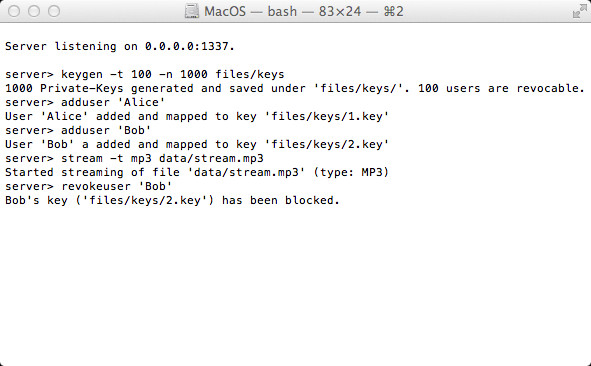 MacOS — bash — 83×24 — ⌘2
Server listening on 0.0.0.0:1337.
server> keygen -t 100 -n 1000 files/keys
1000 Private-Keys generated and saved under 'files/keys/'. 100 users are revocable.
server> adduser 'Alice'
User 'Alice' added and mapped to key 'files/keys/1.key'
server> adduser 'Bob'
User 'Bob' a added and mapped to key 'files/keys/2.key'
server> stream -t mp3 data/stream.mp3
Started streaming of file 'data/stream.mp3' (type: MP3)
server> revokeuser 'Bob'
Bob's key ('files/keys/2.key') has been blocked.